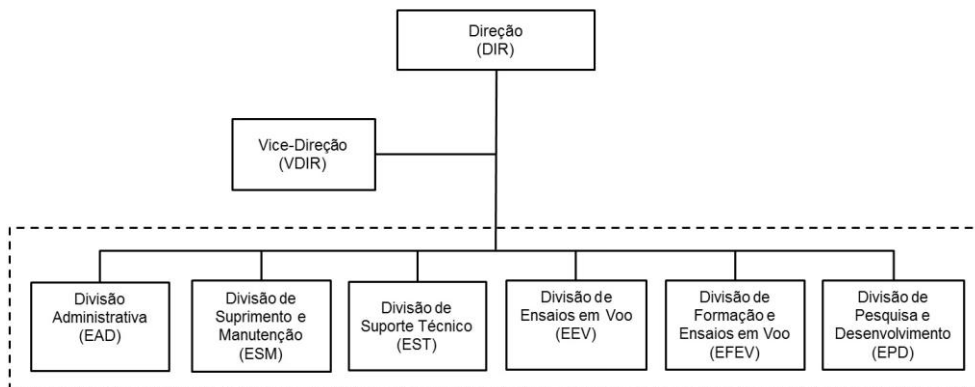 Direção
(DIR)
Vice-Direção
(VDIR)
Divisão
Administrativa
(EAD)
Divisão de
Suprimento e
Manutenção
(ESM)
Divisão de
Suporte Técnico
(EST)
Divisão de
Ensaios em Voo
(EEV)
Divisão de
Formação e
Ensaios em Voo
(EFEV)
Divisão de
Pesquisa e
Desenvolvimento
(EPD)